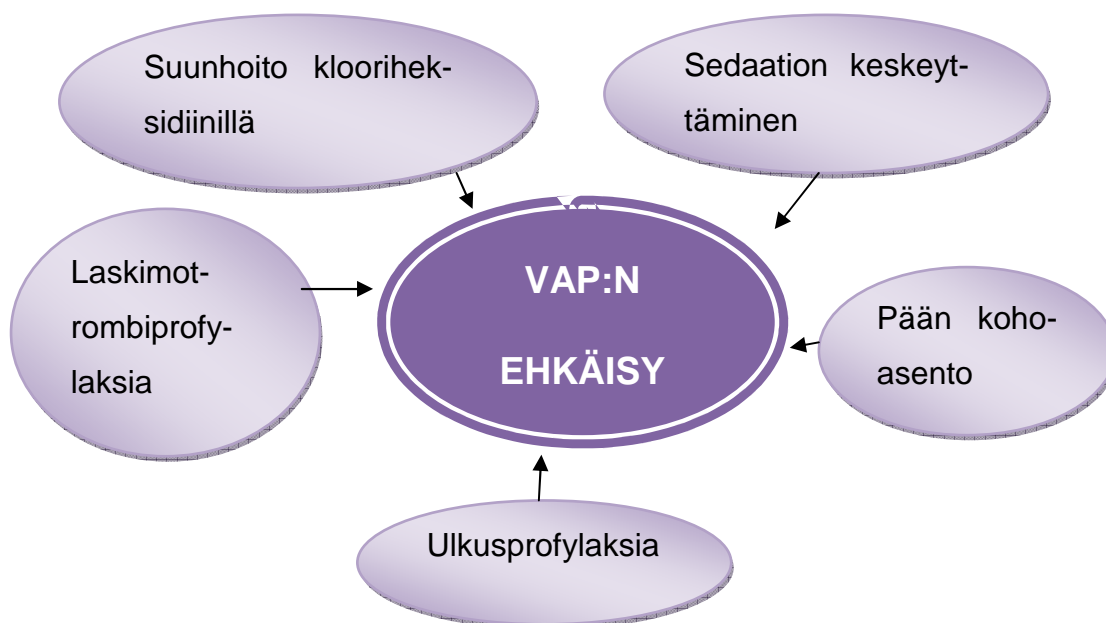 Suunhoito kloorihek-
sidiinillä
Sedaation keskeyt-
täminen
Laskimot-
rombiprofy-
laksia
VAP:N
EHKÄISY
Pään koho-
asento
Ulkusprofylaksia